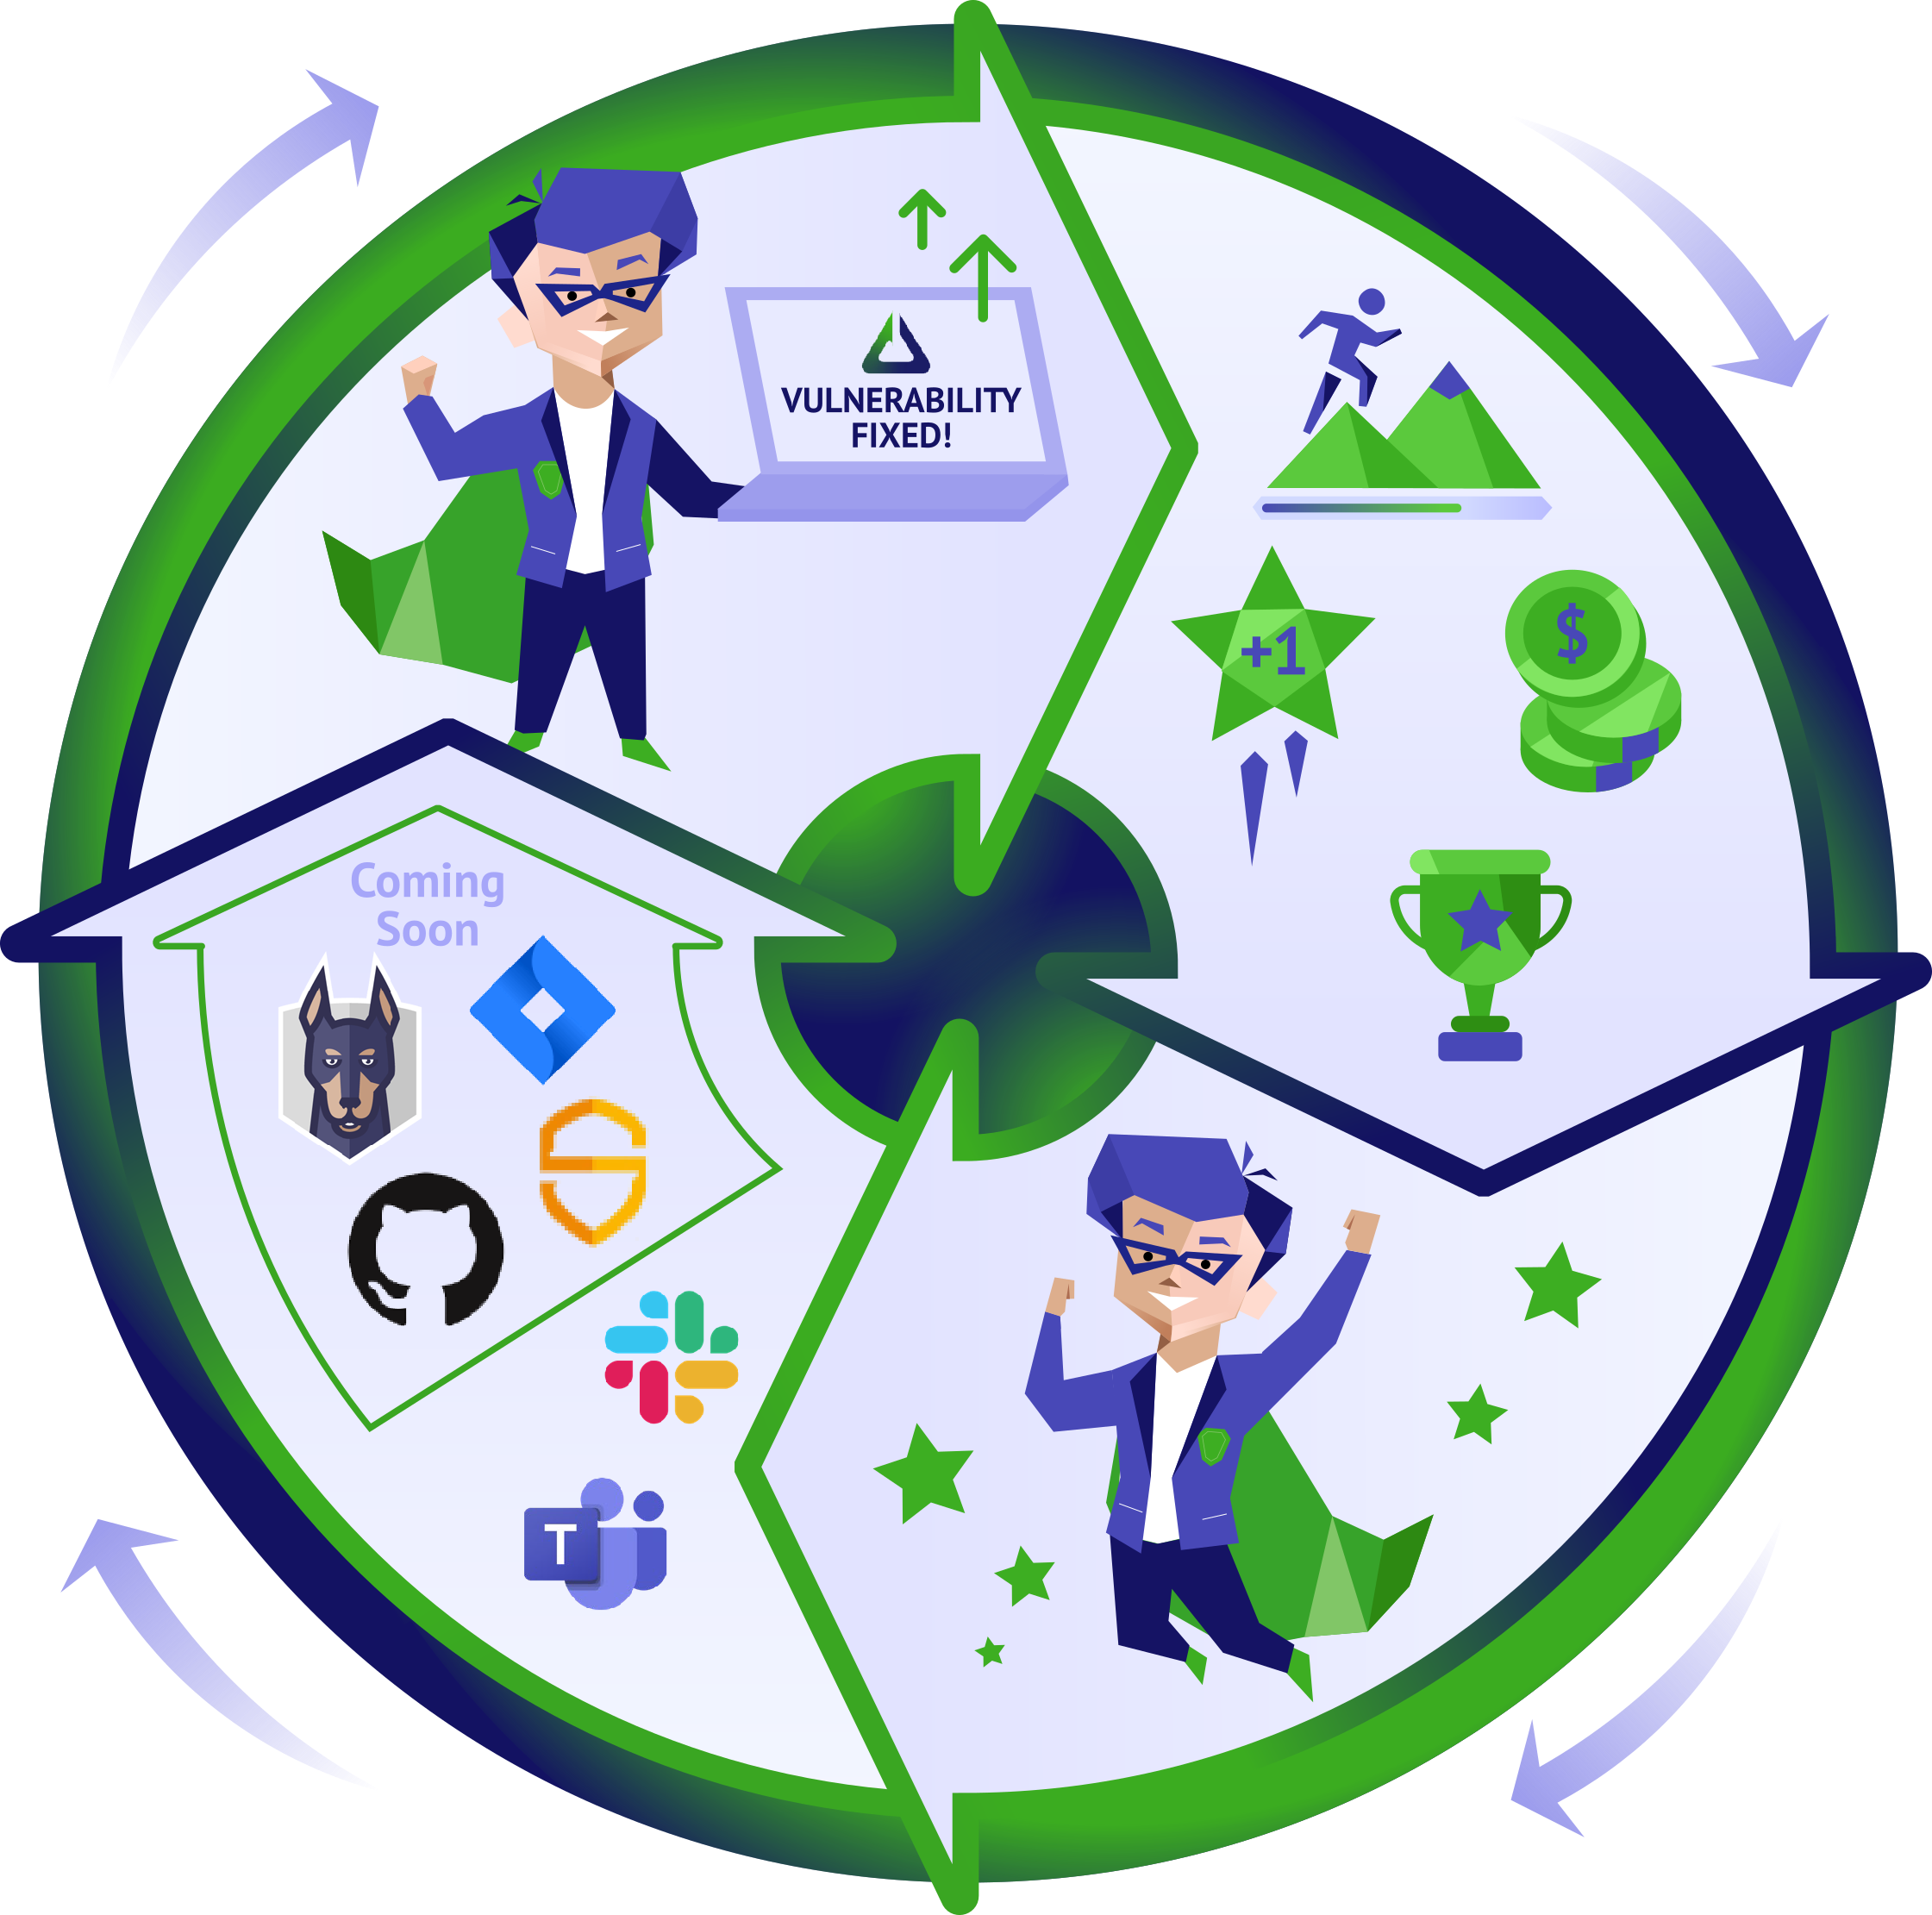 VULNERABILITY
FIXED!
+1
$
Coming
Soon
T